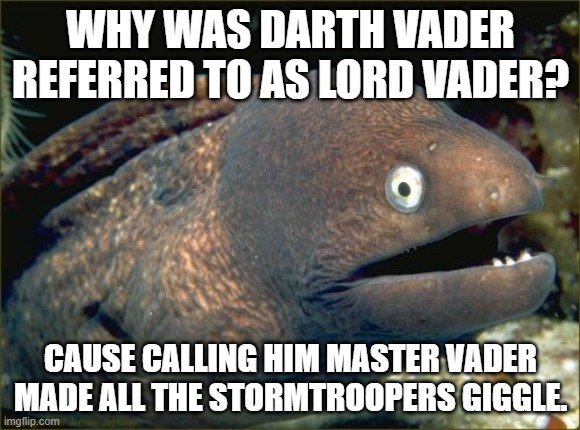 WHY WAS DARTH VADER
REFERRED TO AS LORD VADER?
CAUSE CALLING HIM MASTER VADER
MADE ALL THE STORMTROOPERS GIGGLE.
imgflip.com